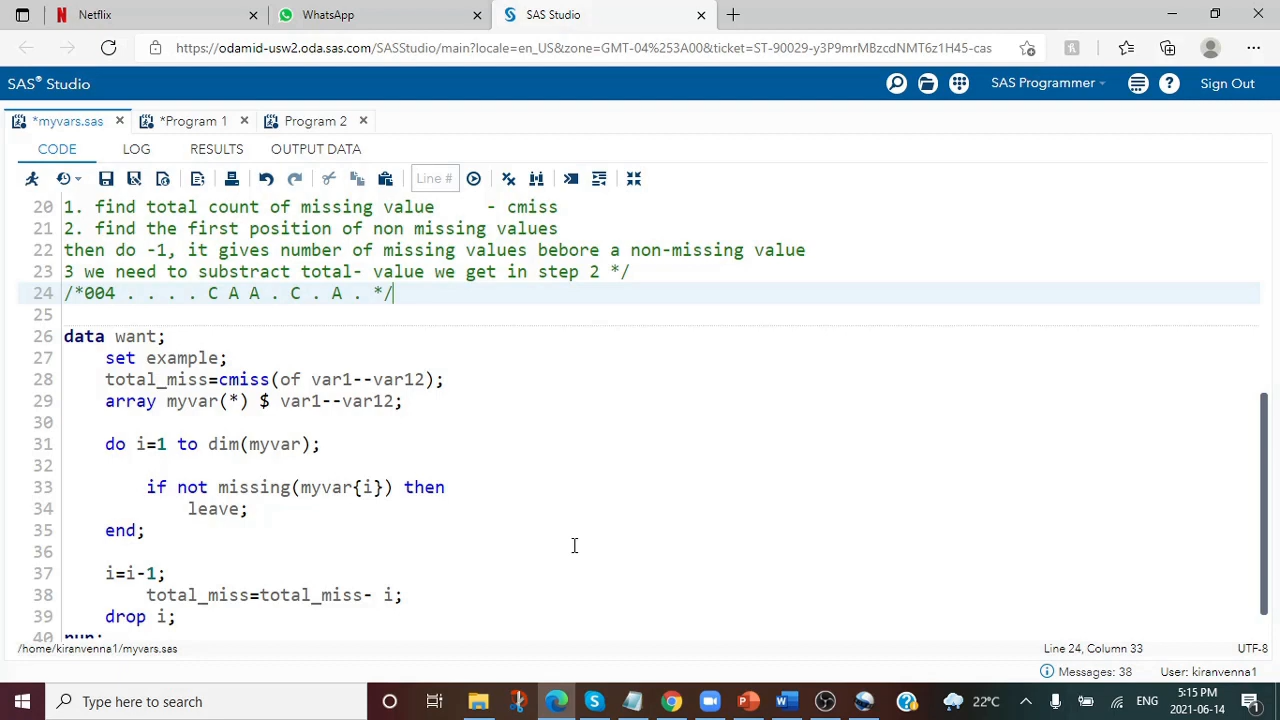 Netflix
WhatsApp
SAS Studio
https://odamid-usw2.oda.sas.com/SASStudio/main?locale=en_US&zone=GMT-04%253A00&ticket=ST-90029-y3P9mrMBzcdNMT6z1H45-cas
SAS® Studio
SAS Programmer
Sign Out
*myvars.sas
*Program 1
Program 2
CODE
LOG
RESULTS
OUTPUT DATA
Line #
20 1. find total count of missing value - cmiss
21 2. find the first position of non missing values
22 then do -1, it gives number of missing values bebore a non-missing value
23 3 we need to substract total- value we get in step 2 */
24 /*004 . . . . C A A . C . A . */
25
26 data want;
27 set example;
28 total_miss=cmiss(of var1--var12);
29 array myvar(*) $ var1--var12;
30
31 do i=1 to dim(myvar);
32
33 if not missing(myvar{i}) then
34 leave;
35 end;
36
37 i=i-1;
38 total_miss=total_miss- i;
39 drop i;
40 run;
/home/kiranvenna1/myvars.sas
Line 24, Column 33
UTF-8
Messages: 38
User: kiranvenna1
Type here to search
22°C
ENG
5:15 PM
2021-06-14